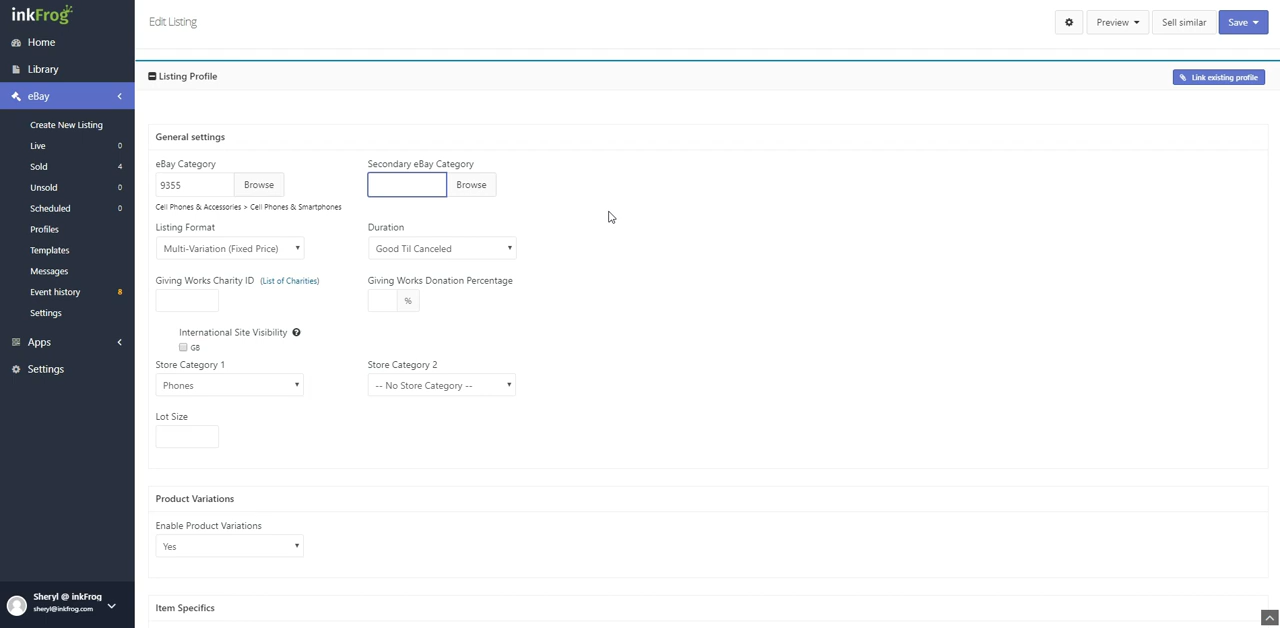 inkFrog
Edit Listing
Preview
Sell similar
Save
Home
Library
eBay
Create New Listing
Live 0
Sold 4
Unsold 0
Scheduled 0
Profiles
Templates
Messages
Event history 8
Settings
Apps
Settings
Sheryl @ inkFrog
sheryl@inkfrog.com
Listing Profile
Link existing profile
General settings
eBay Category
Secondary eBay Category
9355
Browse
Browse
Cell Phones & Accessories > Cell Phones & Smartphones
Listing Format
Duration
Multi-Variation (Fixed Price)
Good Til Canceled
Giving Works Charity ID (List of Charities)
Giving Works Donation Percentage
%
International Site Visibility ?
GB
Store Category 1
Store Category 2
Phones
-- No Store Category --
Lot Size
Product Variations
Enable Product Variations
Yes
Item Specifics